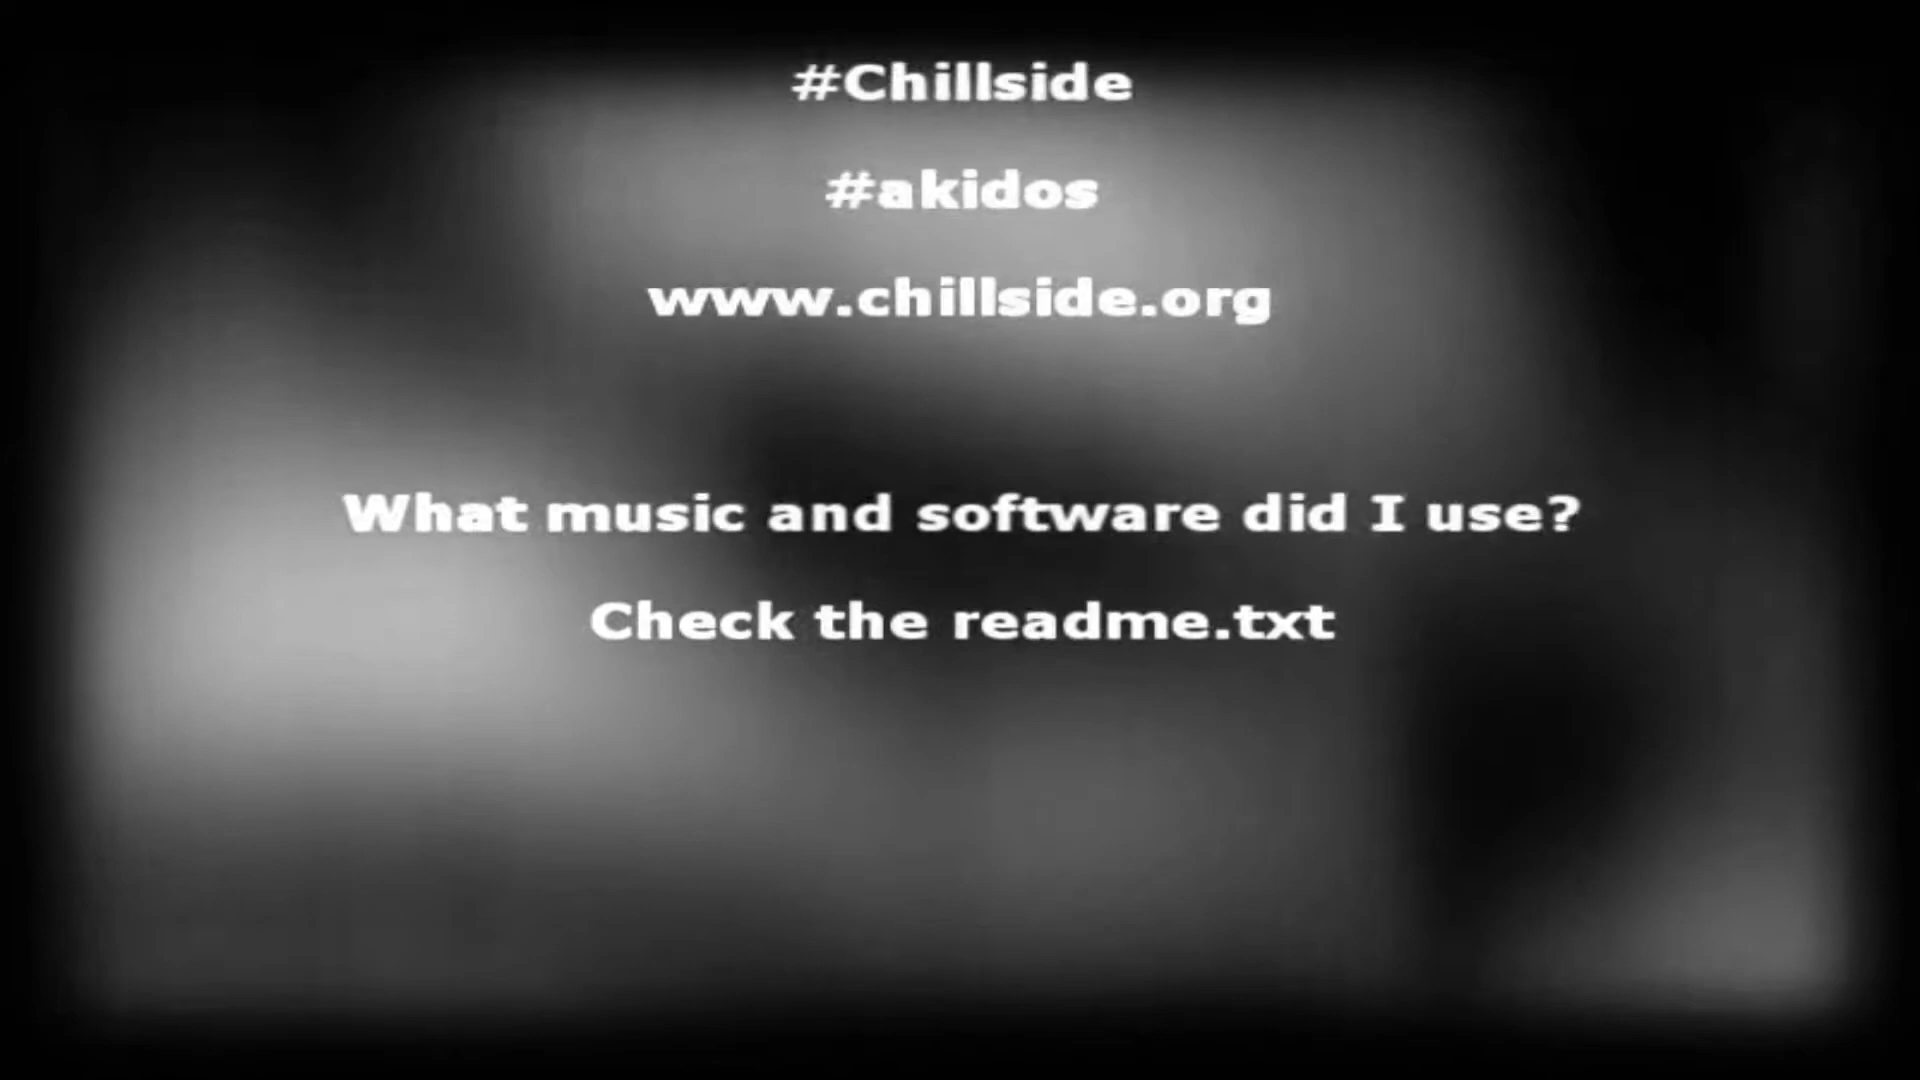 #Chillside
#akidos
www.chillside.org
What music and software did I use?
Check the readme.txt